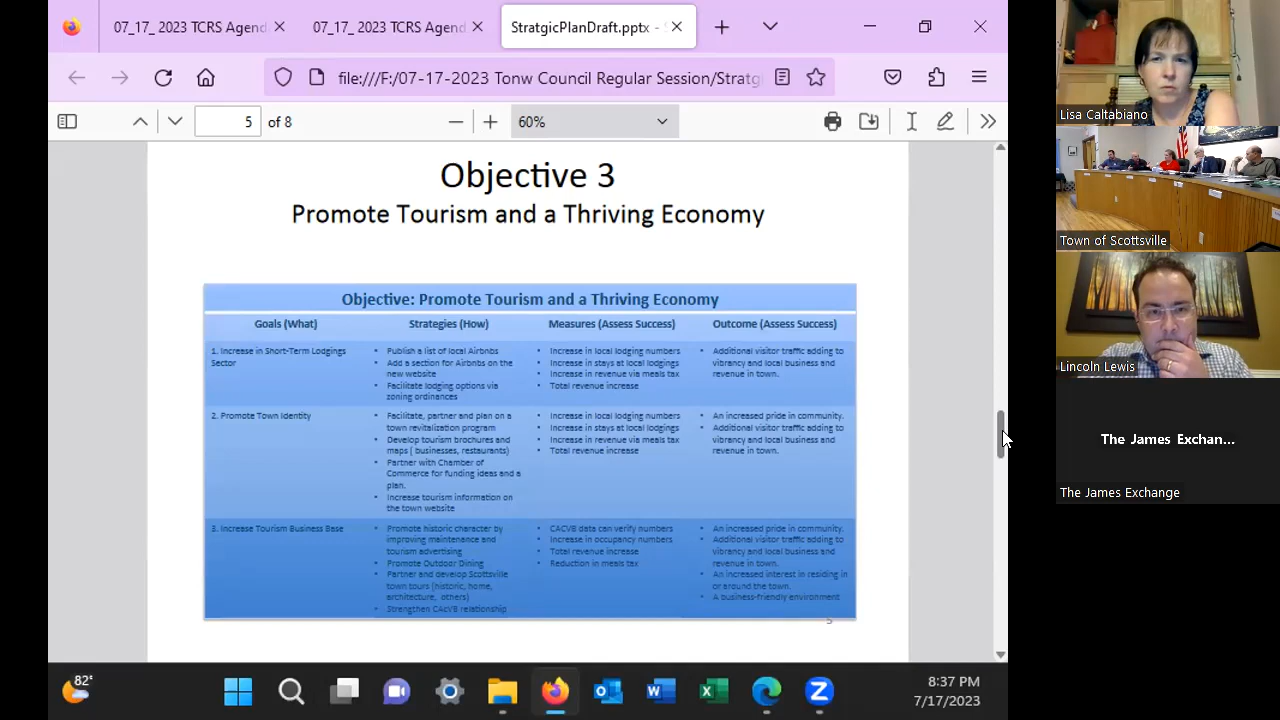 07_17_ 2023 TCRS Agend
07_17_ 2023 TCRS Agend
StratgicPlanDraft.pptx -
file:///F:/07-17-2023 Tonw Council Regular Session/Stratg
5 of 8
60%
Objective 3
Promote Tourism and a Thriving Economy
Objective: Promote Tourism and a Thriving Economy
Goals (What)
Strategies (How)
Measures (Assess Success)
Outcome (Assess Success)
1. Increase in Short-Term Lodgings
Sector
• Publish a list of local Airbnbs
• Add a section for Airbnbs on the
new website
• Facilitate lodging options via
zoning ordinances
• Increase in local lodging numbers
• Increase in stays at local lodgings
• Increase in revenue via meals tax
• Total revenue increase
• Additional visitor traffic adding to
vibrancy and local business and
revenue in town.
2. Promote Town Identity
• Facilitate, partner and plan on a
town revitalization program
• Develop tourism brochures and
maps ( businesses, restaurants)
• Partner with Chamber of
Commerce for funding ideas and a
plan.
• Increase tourism information on
the town website
• Increase in local lodging numbers
• Increase in stays at local lodgings
• Increase in revenue via meals tax
• Total revenue increase
• An increased pride in community.
• Additional visitor traffic adding to
vibrancy and local business and
revenue in town.
3. Increase Tourism Business Base
• Promote historic character by
improving maintenance and
tourism advertising
• Promote Outdoor Dining
• Partner and develop Scottsville
town tours (historic, home,
architecture, others)
• Strengthen CACVB relationship
• CACVB data can verify numbers
• Increase in occupancy numbers
• Total revenue increase
• Reduction in meals tax
• An increased pride in community.
• Additional visitor traffic adding to
vibrancy and local business and
revenue in town.
• An increased interest in residing in
or around the town.
• A business-friendly environment
5
82°
8:37 PM
7/17/2023
Lisa Caltabiano
Town of Scottsville
Lincoln Lewis
The James Exchan...
The James Exchange